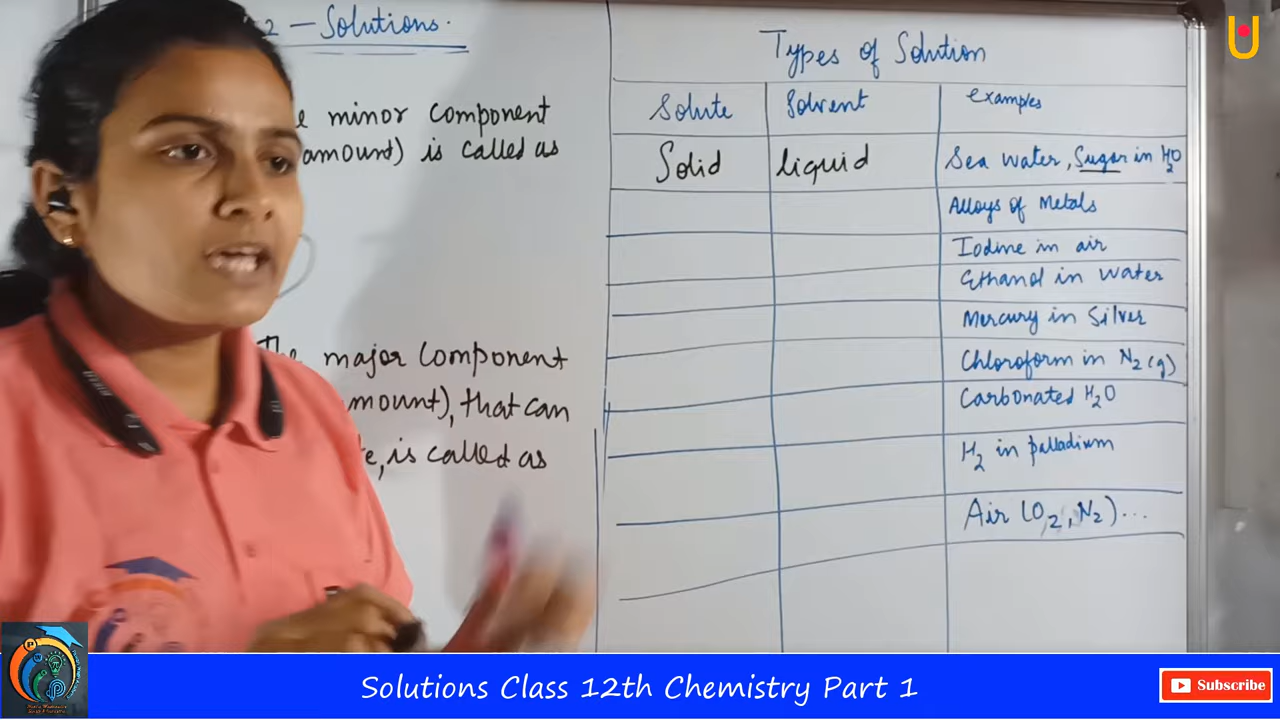 2 – Solutions.
minor component
amount) is called as
The major component
mount), that can
e, is called as
Types of Solution
Solute Solvent examples
Solid liquid Sea water, Sugar in H2O
Alloys of Metals
Iodine in air
Ethanol in water
Mercury in Silver
Chloroform in N2(g)
Carbonated H2O
H2 in palladium
Air (O2, N2)...
Solutions Class 12th Chemistry Part 1
Subscribe